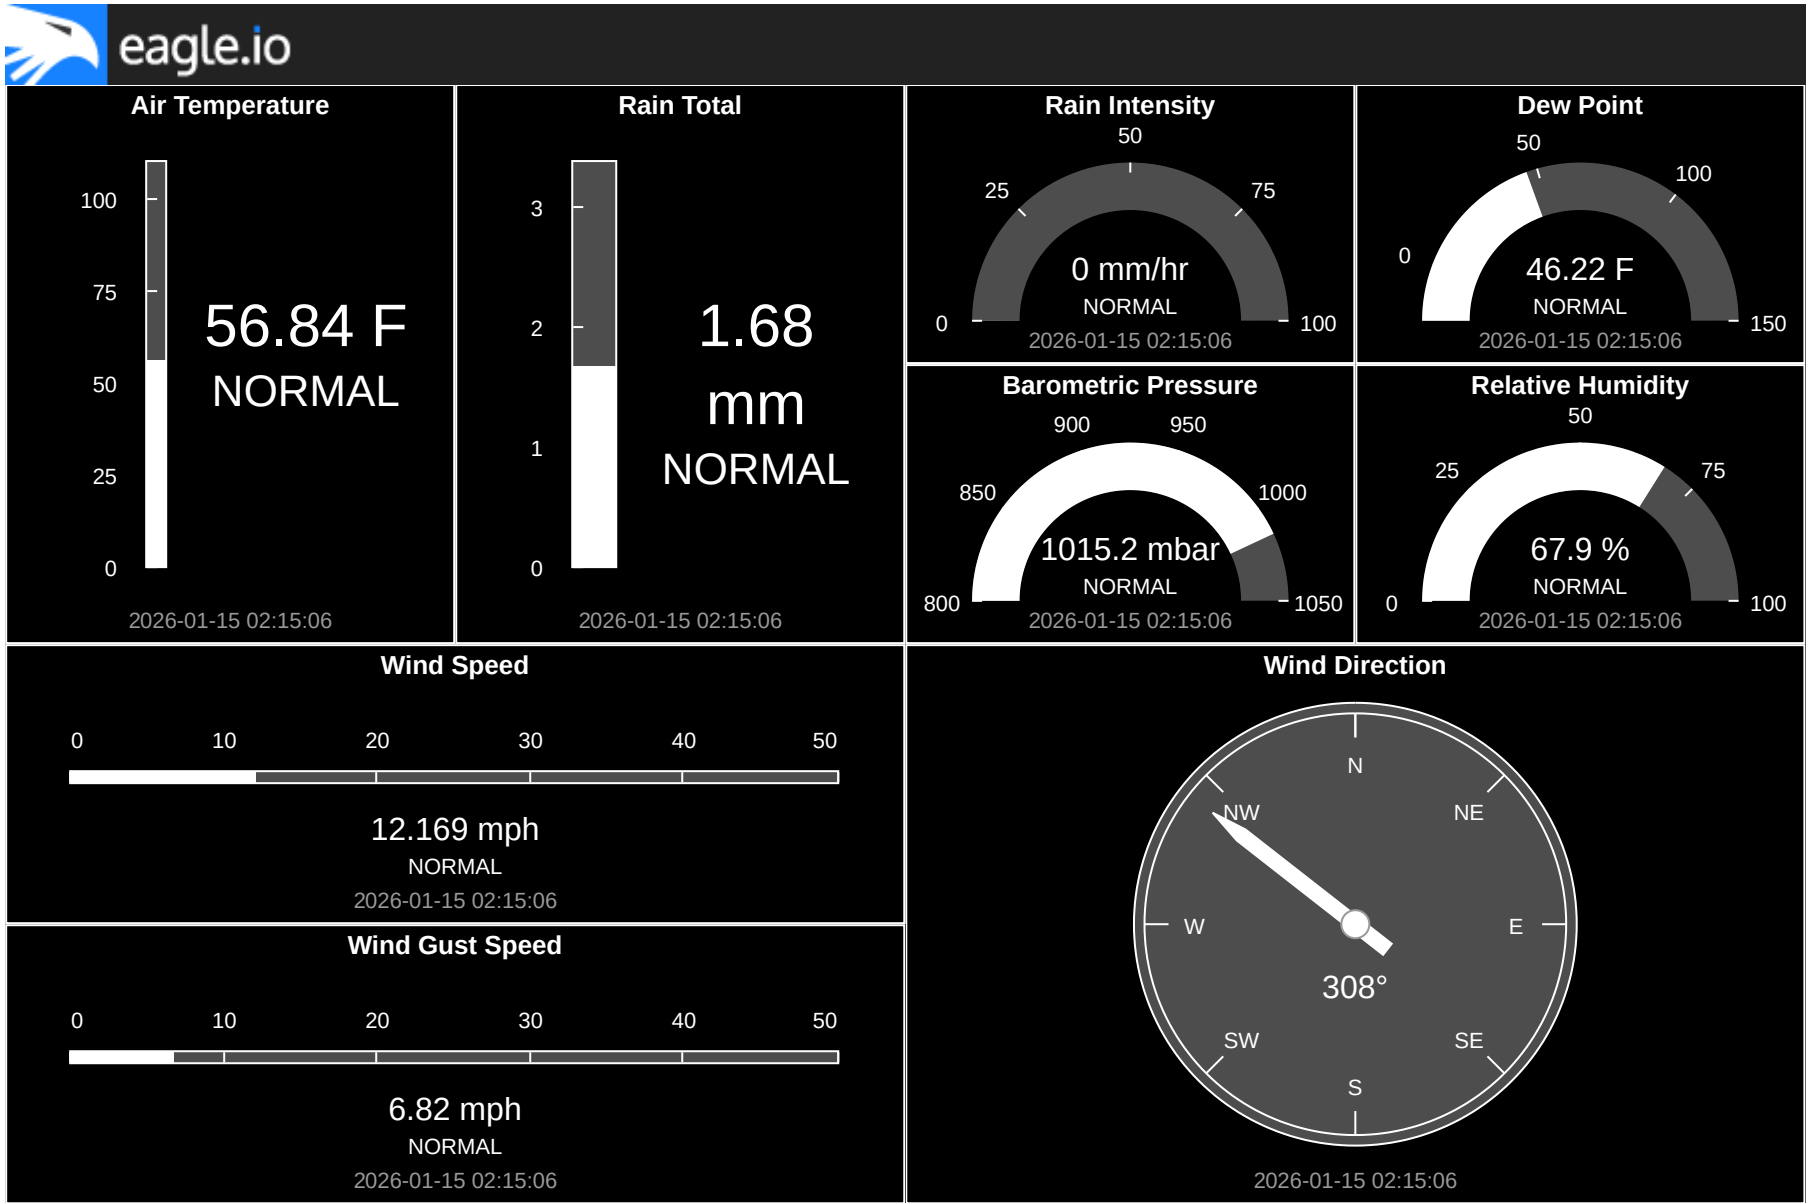 eagle.io
Air Temperature
100
75
50
25
0
56.84 F
NORMAL
2026-01-15 02:15:06
Rain Total
3
2
1
0
1.68
mm
NORMAL
2026-01-15 02:15:06
Rain Intensity
0
25
50
75
100
0 mm/hr
NORMAL
2026-01-15 02:15:06
Dew Point
0
50
100
150
46.22 F
NORMAL
2026-01-15 02:15:06
Barometric Pressure
800
850
900
950
1000
1050
1015.2 mbar
NORMAL
2026-01-15 02:15:06
Relative Humidity
0
25
50
75
100
67.9 %
NORMAL
2026-01-15 02:15:06
Wind Speed
0 10 20 30 40 50
12.169 mph
NORMAL
2026-01-15 02:15:06
Wind Gust Speed
0 10 20 30 40 50
6.82 mph
NORMAL
2026-01-15 02:15:06
Wind Direction
N
NW NE
W E
308°
SW SE
S
2026-01-15 02:15:06